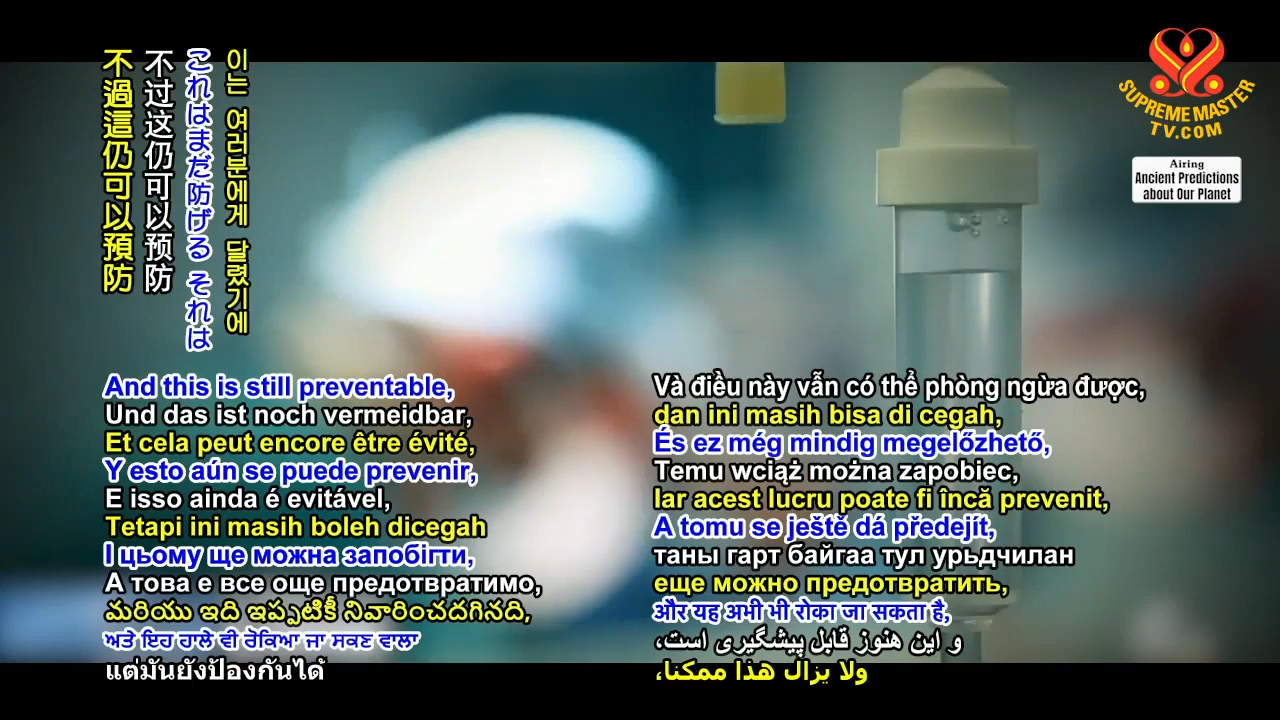 不過這仍可以預防
不过这仍可以预防
これはまだ防げる それは
이는 여러분에게 달렸기에
SUPREME MASTER
TV.COM
Airing
Ancient Predictions
about Our Planet
And this is still preventable,
Und das ist noch vermeidbar,
Et cela peut encore être évité,
Y esto aún se puede prevenir,
E isso ainda é evitável,
Tetapi ini masih boleh dicegah
І цьому ще можна запобігти,
А това е все още предотвратимо,
మరియు ఇది ఇప్పటికీ నివారించదగినది,
ਅਤੇ ਇਹ ਹਾਲੇ ਵੀ ਰੋਕਿਆ ਜਾ ਸਕਣ ਵਾਲਾ
แต่มันยังป้องกันได้
Và điều này vẫn có thể phòng ngừa được,
dan ini masih bisa di cegah,
És ez még mindig megelőzhető,
Temu wciąż można zapobiec,
Iar acest lucru poate fi încă prevenit,
A tomu se ještě dá předejít,
таны гарт байгаа тул урьдчилан
еще можно предотвратить,
और यह अभी भी रोका जा सकता है,
و این هنوز قابل پیشگیری است،
ولا يزال هذا ممكنا،